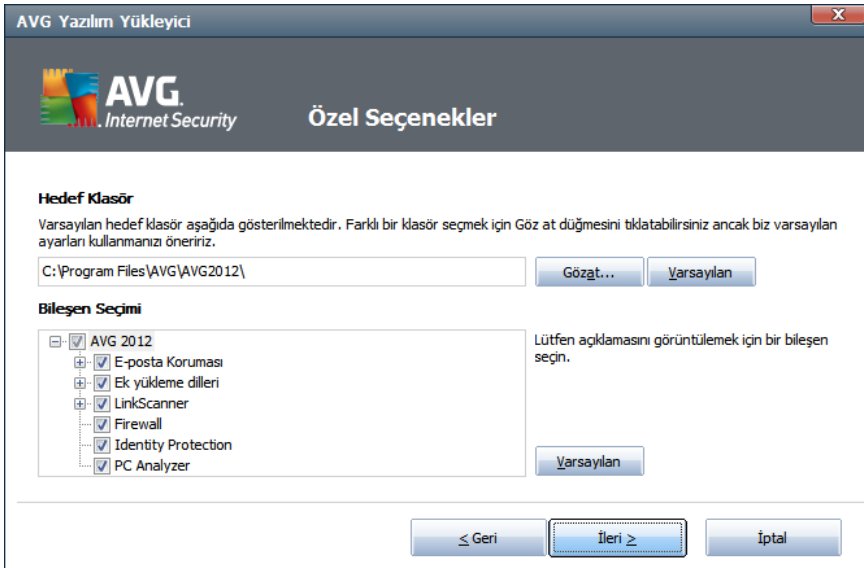 AVG Yazılım Yükleyici
AVG.
Internet Security
Özel Seçenekler
Hedef Klasör
Varsayılan hedef klasör aşağıda gösterilmektedir. Farklı bir klasör seçmek için Göz at düğmesini tıklatabilirsiniz ancak biz varsayılan
ayarları kullanmanızı öneririz.
C:\Program Files\AVG\AVG2012\
Gözat...
Varsayılan
Bileşen Seçimi
AVG 2012
E-posta Koruması
Ek yükleme dilleri
LinkScanner
Firewall
Identity Protection
PC Analyzer
Lütfen açıklamasını görüntülemek için bir bileşen
seçin.
Varsayılan
< Geri
İleri >
İptal